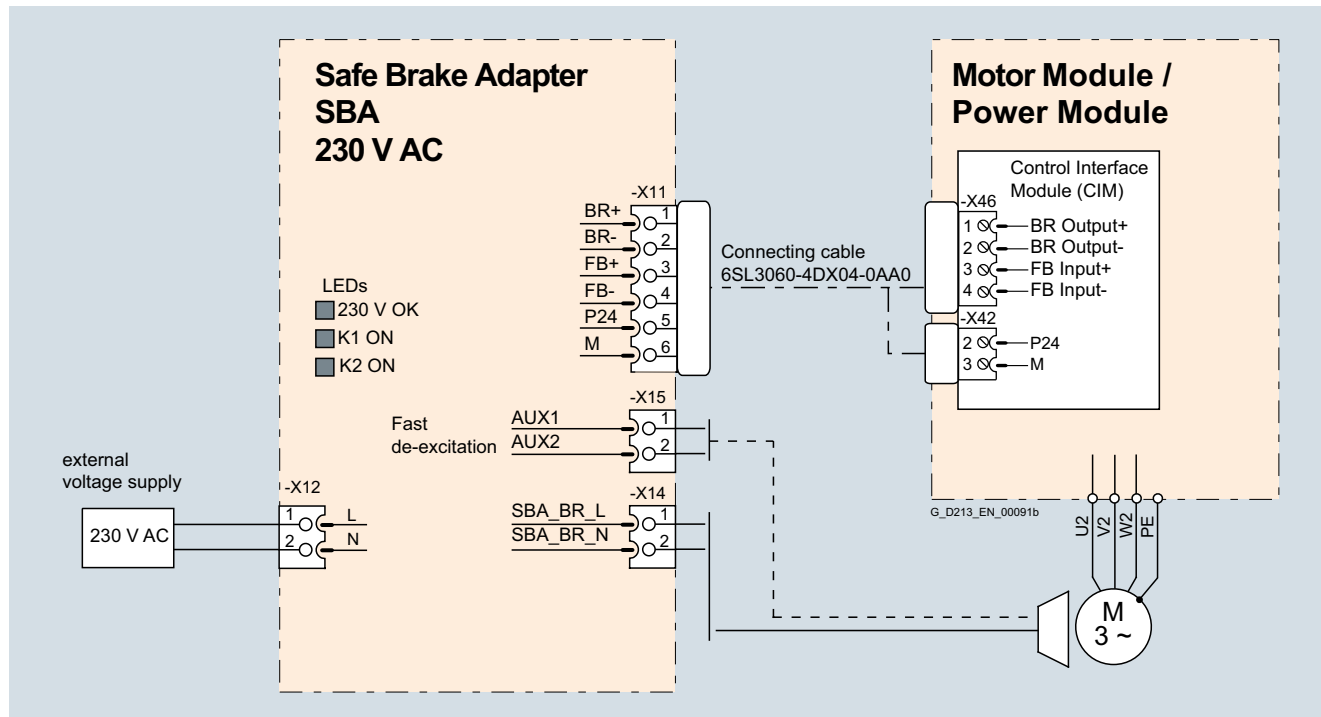 Safe Brake Adapter
SBA
230 V AC
Motor Module /
Power Module
Control Interface
Module (CIM)
-X11
BR+ 1
BR- 2
FB+ 3
FB- 4
P24 5
M 6
Connecting cable
6SL3060-4DX04-0AA0
-X46
1 BR Output+
2 BR Output-
3 FB Input+
4 FB Input-
-X42
2 P24
3 M
LEDs
230 V OK
K1 ON
K2 ON
-X15
Fast
de-excitation
AUX1 1
AUX2 2
external
voltage supply
230 V AC
-X12
1 L
2 N
-X14
SBA_BR_L 1
SBA_BR_N 2
G_D213_EN_00091b
U2
V2
W2
PE
M
3 ~